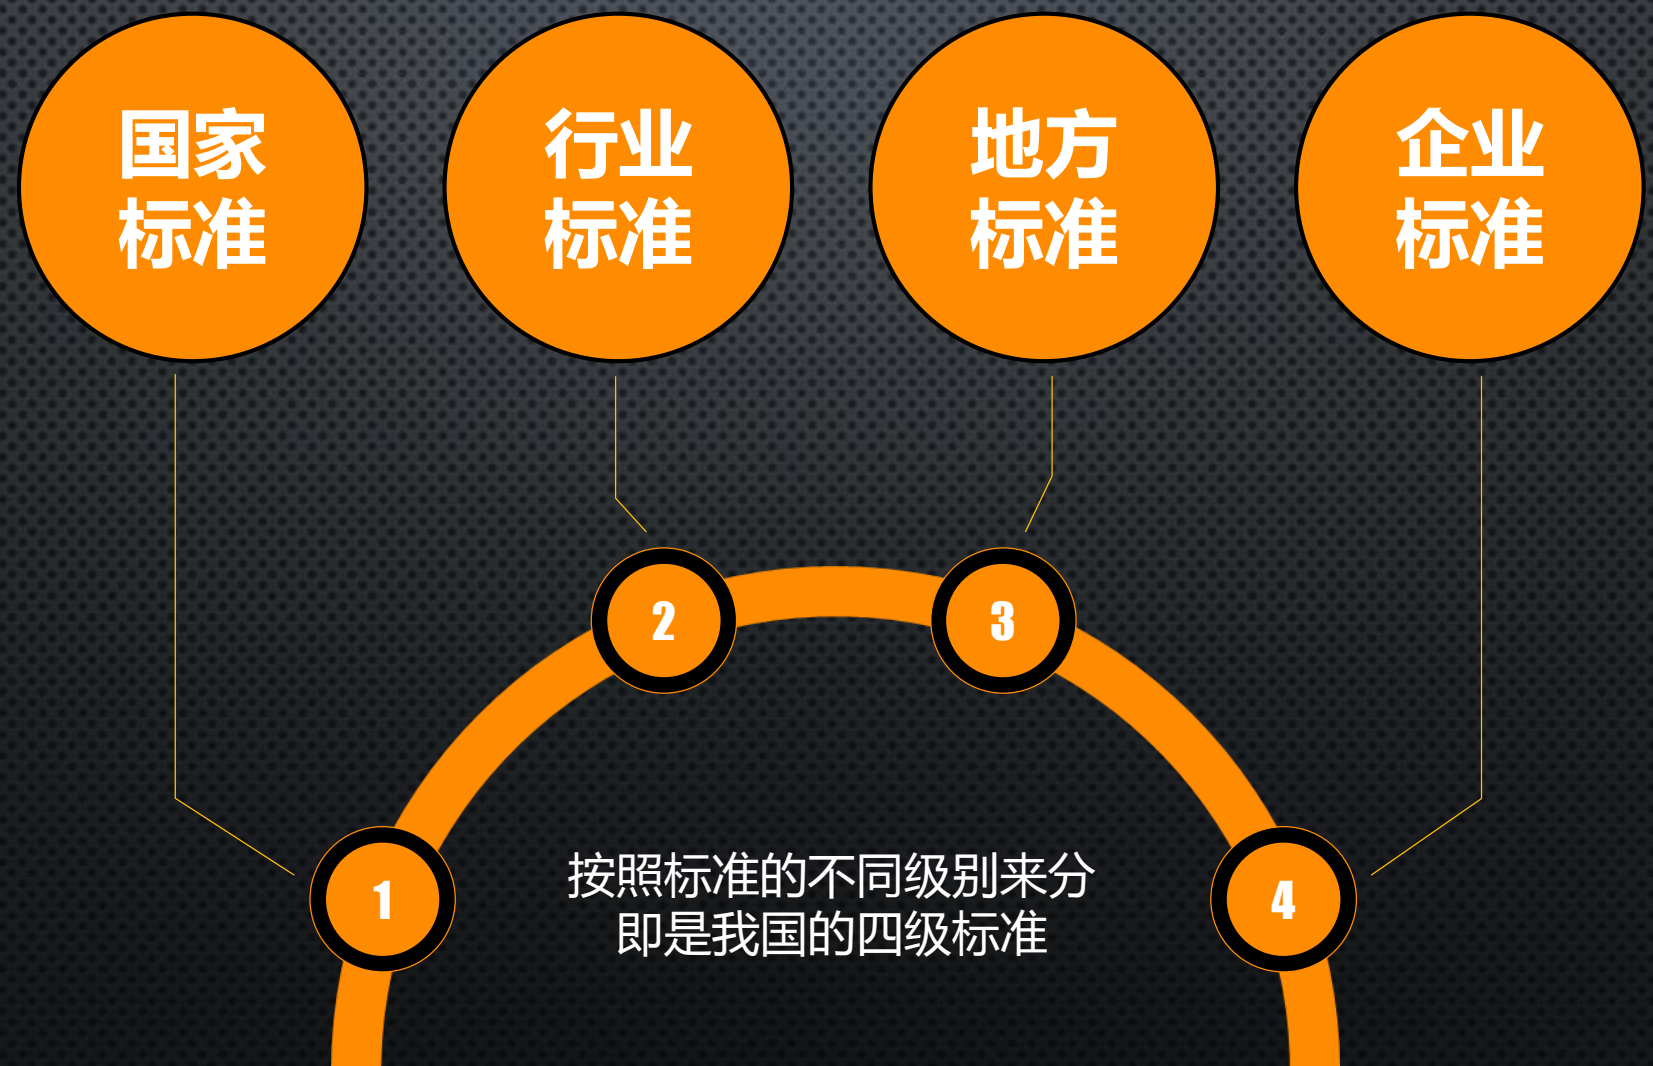 国家
标准
行业
标准
地方
标准
企业
标准
2
3
1
4
按照标准的不同级别来分
即是我国的四级标准